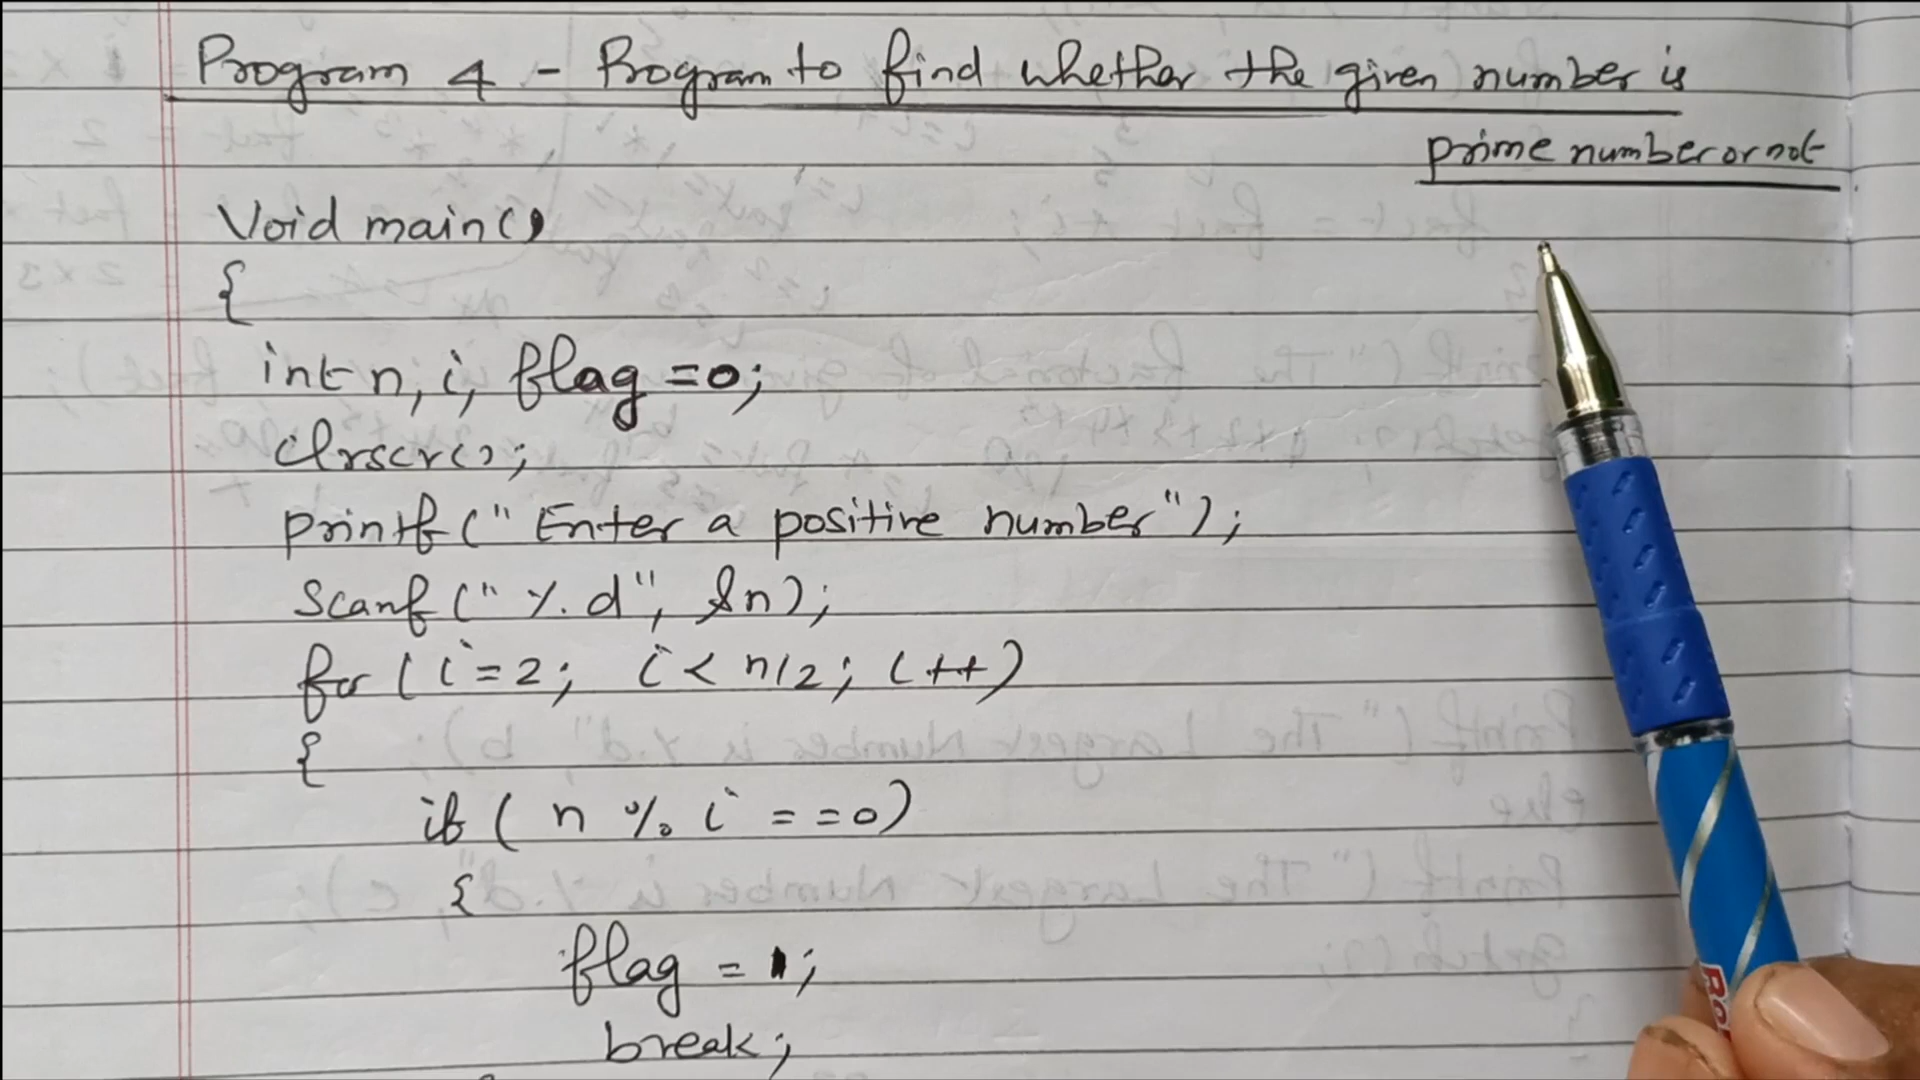 Program 4 - Program to find whether the given number is
prime number or not
Void main()
{
int n, i, flag = 0;
clrscr();
printf("Enter a positive number");
scanf("%d", &n);
for (i=2; i<n/2; i++)
{
if (n % i == 0)
{
flag = 1;
break;